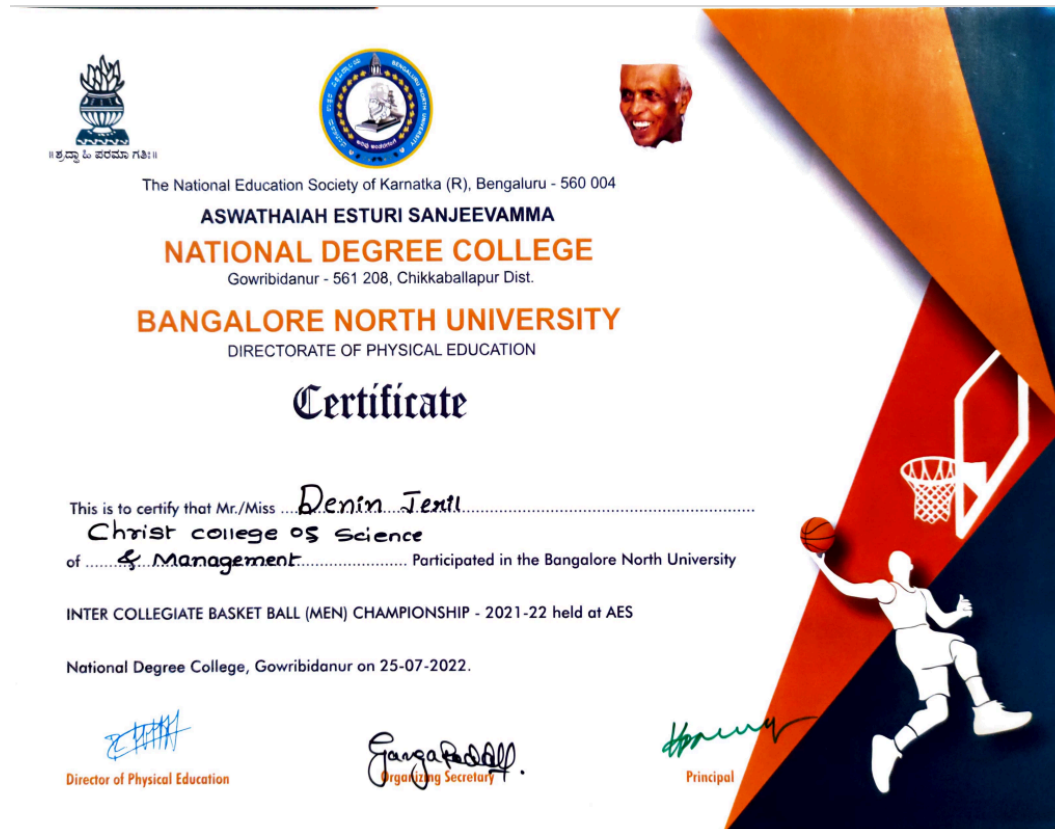 ॥ಶ್ರದ್ಧಾ ಹಿ ಪರಮಾ ಗತಿಃ॥
BENGALURU NORTH UNIVERSITY
The National Education Society of Karnatka (R), Bengaluru - 560 004
ASWATHAIAH ESTURI SANJEEVAMMA
NATIONAL DEGREE COLLEGE
Gowribidanur - 561 208, Chikkaballapur Dist.
BANGALORE NORTH UNIVERSITY
DIRECTORATE OF PHYSICAL EDUCATION
Certificate
This is to certify that Mr./Miss Denin Jeril
Christ college of Science
of & Management Participated in the Bangalore North University
INTER COLLEGIATE BASKET BALL (MEN) CHAMPIONSHIP - 2021-22 held at AES
National Degree College, Gowribidanur on 25-07-2022.
Director of Physical Education
Organizing Secretary
Principal